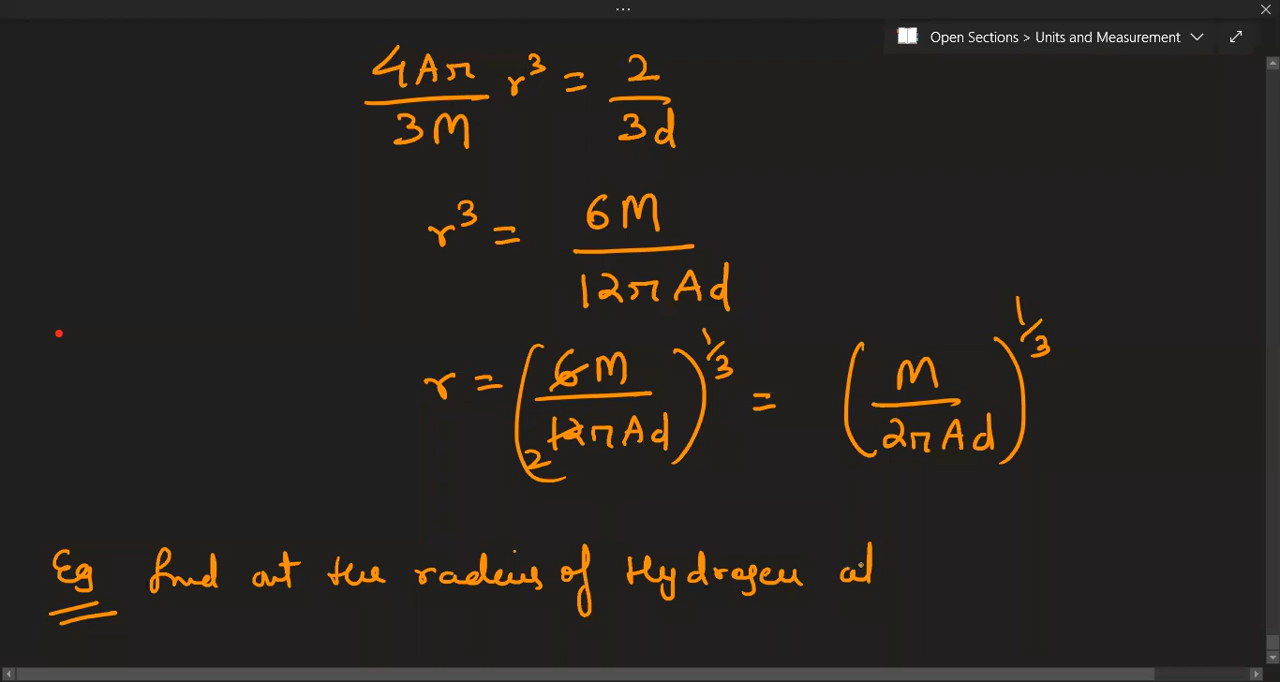 ...
Open Sections > Units and Measurement
4Aπ/3M r³ = 2/3d
r³ = 6M/12πAd
r = (6M/12πAd)^1/3 = (M/2πAd)^1/3
2
Eg find out the radius of Hydrogen at